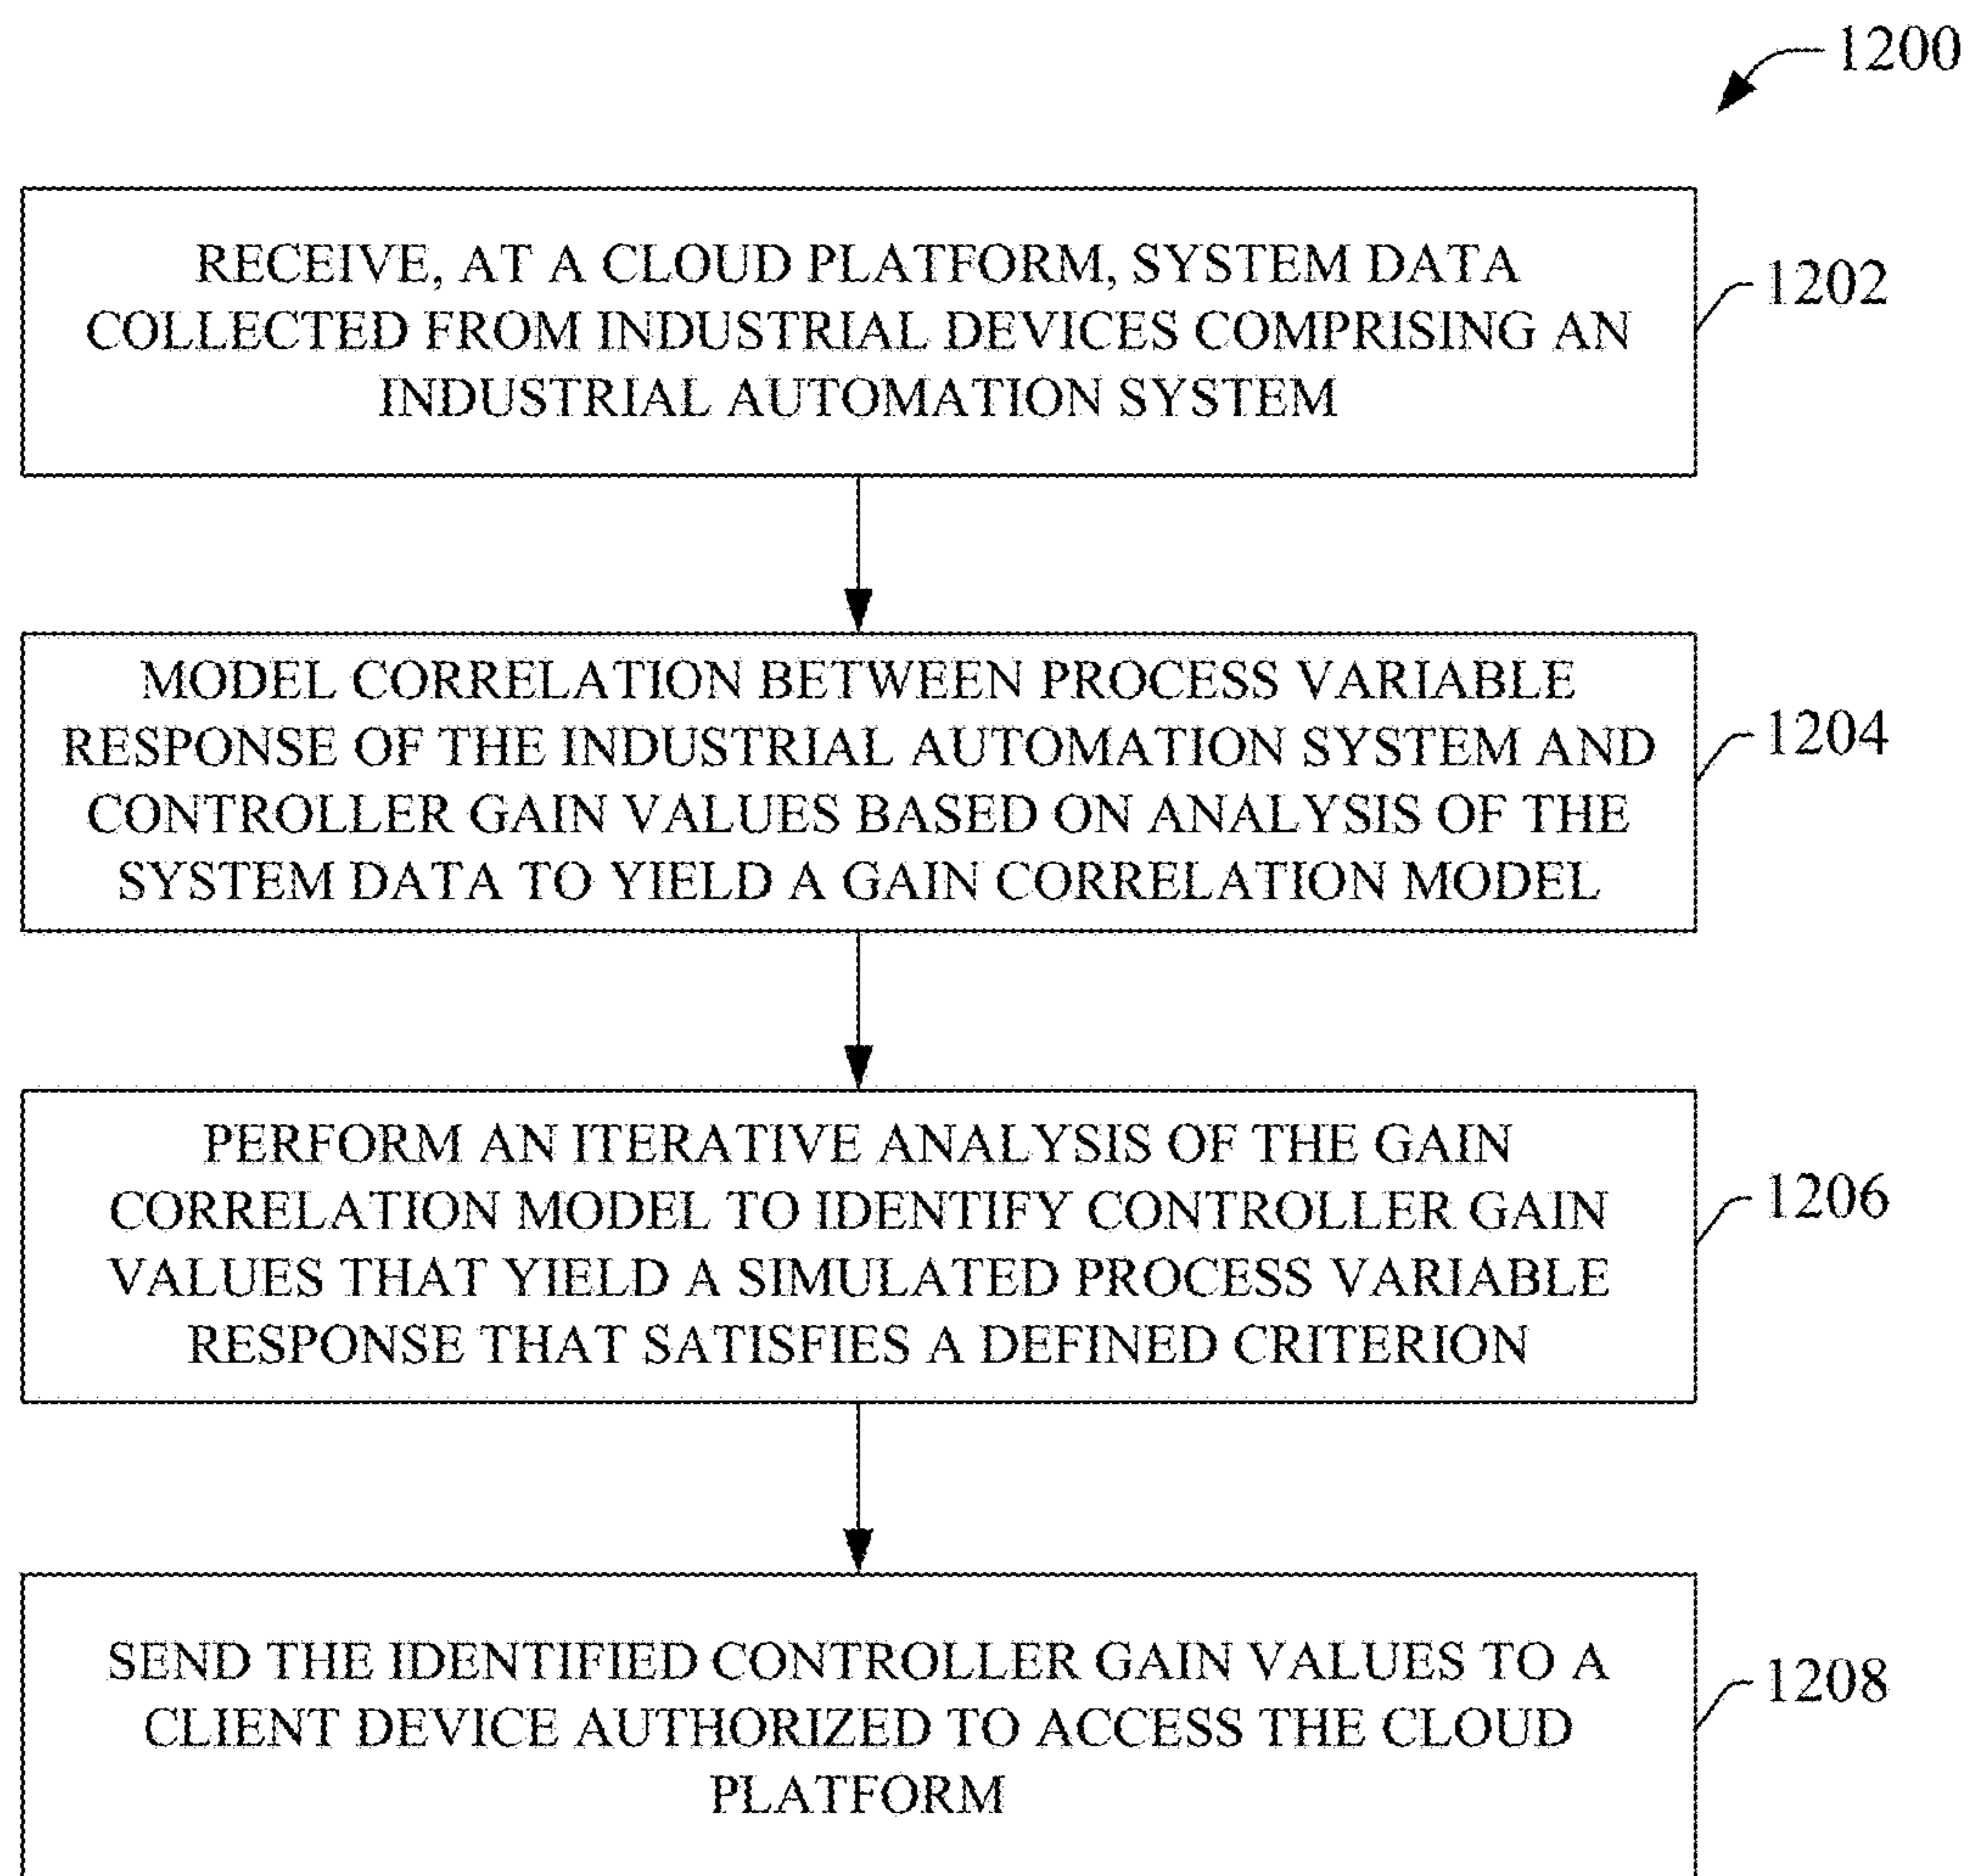 1200
RECEIVE, AT A CLOUD PLATFORM, SYSTEM DATA
COLLECTED FROM INDUSTRIAL DEVICES COMPRISING AN
INDUSTRIAL AUTOMATION SYSTEM
1202
MODEL CORRELATION BETWEEN PROCESS VARIABLE
RESPONSE OF THE INDUSTRIAL AUTOMATION SYSTEM AND
CONTROLLER GAIN VALUES BASED ON ANALYSIS OF THE
SYSTEM DATA TO YIELD A GAIN CORRELATION MODEL
1204
PERFORM AN ITERATIVE ANALYSIS OF THE GAIN
CORRELATION MODEL TO IDENTIFY CONTROLLER GAIN
VALUES THAT YIELD A SIMULATED PROCESS VARIABLE
RESPONSE THAT SATISFIES A DEFINED CRITERION
1206
SEND THE IDENTIFIED CONTROLLER GAIN VALUES TO A
CLIENT DEVICE AUTHORIZED TO ACCESS THE CLOUD
PLATFORM
1208